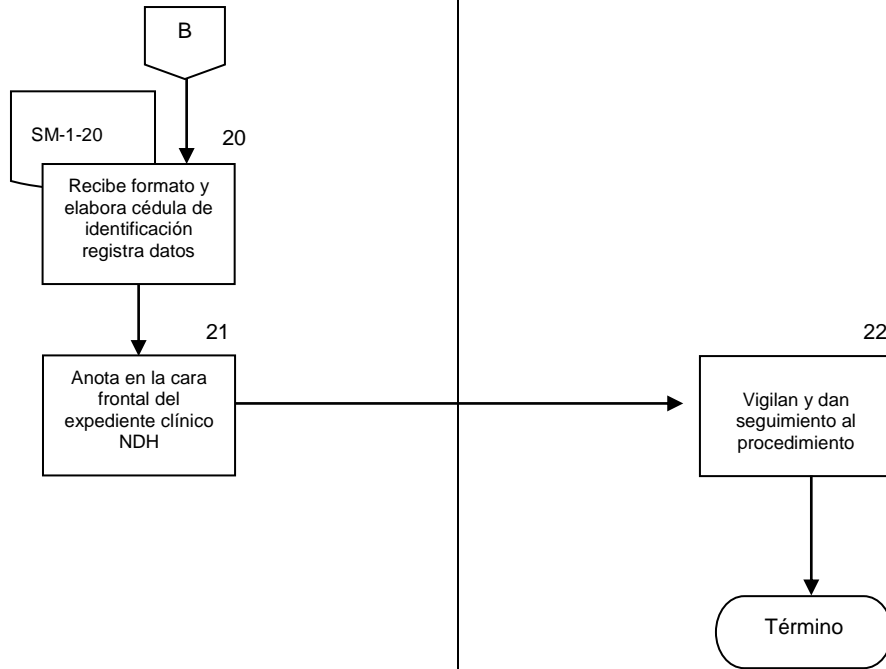 B
SM-1-20
20
Recibe formato y
elabora cédula de
identificación
registra datos
21
Anota en la cara
frontal del
expediente clínico
NDH
22
Vigilan y dan
seguimiento al
procedimiento
Término